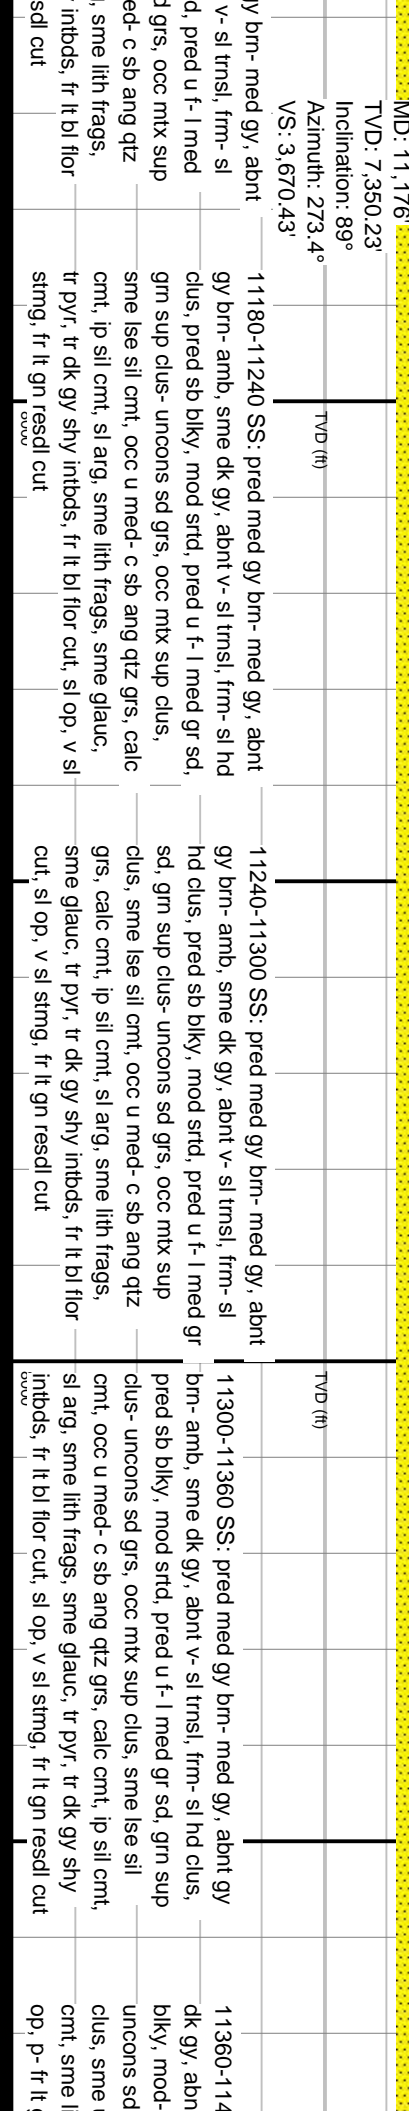 MD: 11,176'
TVD: 7,350.23'
Inclination: 89°
Azimuth: 273.4°
VS: 3,670.43'
gy brn- med gy, abnt
v- sl trnsl, frm- sl
d, pred u f- l med
d grs, occ mtx sup
ed- c sb ang qtz
, sme lith frags,
intbds, fr lt bl flor
sdl cut
TVD (ft)
11180-11240 SS: pred med gy brn- med gy, abnt
gy brn- amb, sme dk gy, abnt v- sl trnsl, frm- sl hd
clus, pred sb blky, mod srtd, pred u f- l med gr sd,
grn sup clus- uncons sd grs, occ mtx sup clus,
sme lse sil cmt, occ u med- c sb ang qtz grs, calc
cmt, ip sil cmt, sl arg, sme lith frags, sme glauc,
tr pyr, tr dk gy shy intbds, fr lt bl flor cut, sl op, v sl
stmg, fr lt gn resdl cut
8000
11240-11300 SS: pred med gy brn- med gy, abnt
gy brn- amb, sme dk gy, abnt v- sl trnsl, frm- sl
hd clus, pred sb blky, mod srtd, pred u f- l med gr
sd, grn sup clus- uncons sd grs, occ mtx sup
clus, sme lse sil cmt, occ u med- c sb ang qtz
grs, calc cmt, ip sil cmt, sl arg, sme lith frags,
sme glauc, tr pyr, tr dk gy shy intbds, fr lt bl flor
cut, sl op, v sl stmg, fr lt gn resdl cut
TVD (ft)
11300-11360 SS: pred med gy brn- med gy, abnt gy
brn- amb, sme dk gy, abnt v- sl trnsl, frm- sl hd clus,
pred sb blky, mod srtd, pred u f- l med gr sd, grn sup
clus- uncons sd grs, occ mtx sup clus, sme lse sil
cmt, occ u med- c sb ang qtz grs, calc cmt, ip sil cmt,
sl arg, sme lith frags, sme glauc, tr pyr, tr dk gy shy
intbds, fr lt bl flor cut, sl op, v sl stmg, fr lt gn resdl cut
8000
11360-114
dk gy, abn
blky, mod-
uncons sd
clus, sme
cmt, sme li
op, p- fr lt